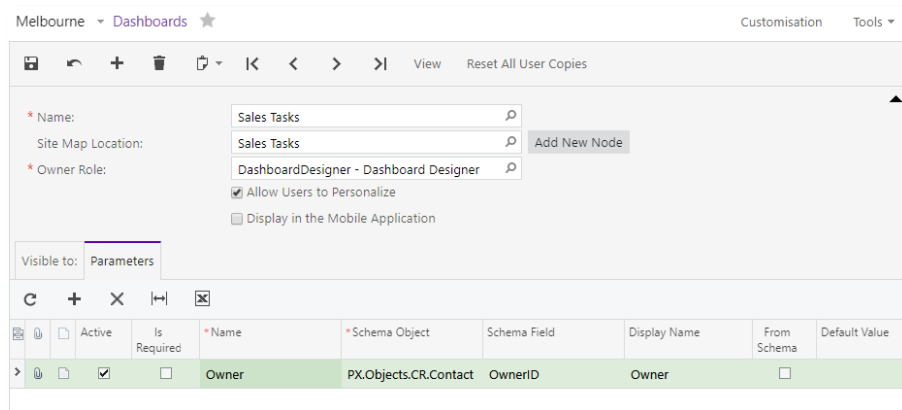 Melbourne Dashboards Customisation Tools
View Reset All User Copies
* Name: Sales Tasks
Site Map Location: Sales Tasks Add New Node
* Owner Role: DashboardDesigner - Dashboard Designer
Allow Users to Personalize
Display in the Mobile Application
Visible to: Parameters
Active Is Required * Name * Schema Object Schema Field Display Name From Schema Default Value
Owner PX.Objects.CR.Contact OwnerID Owner